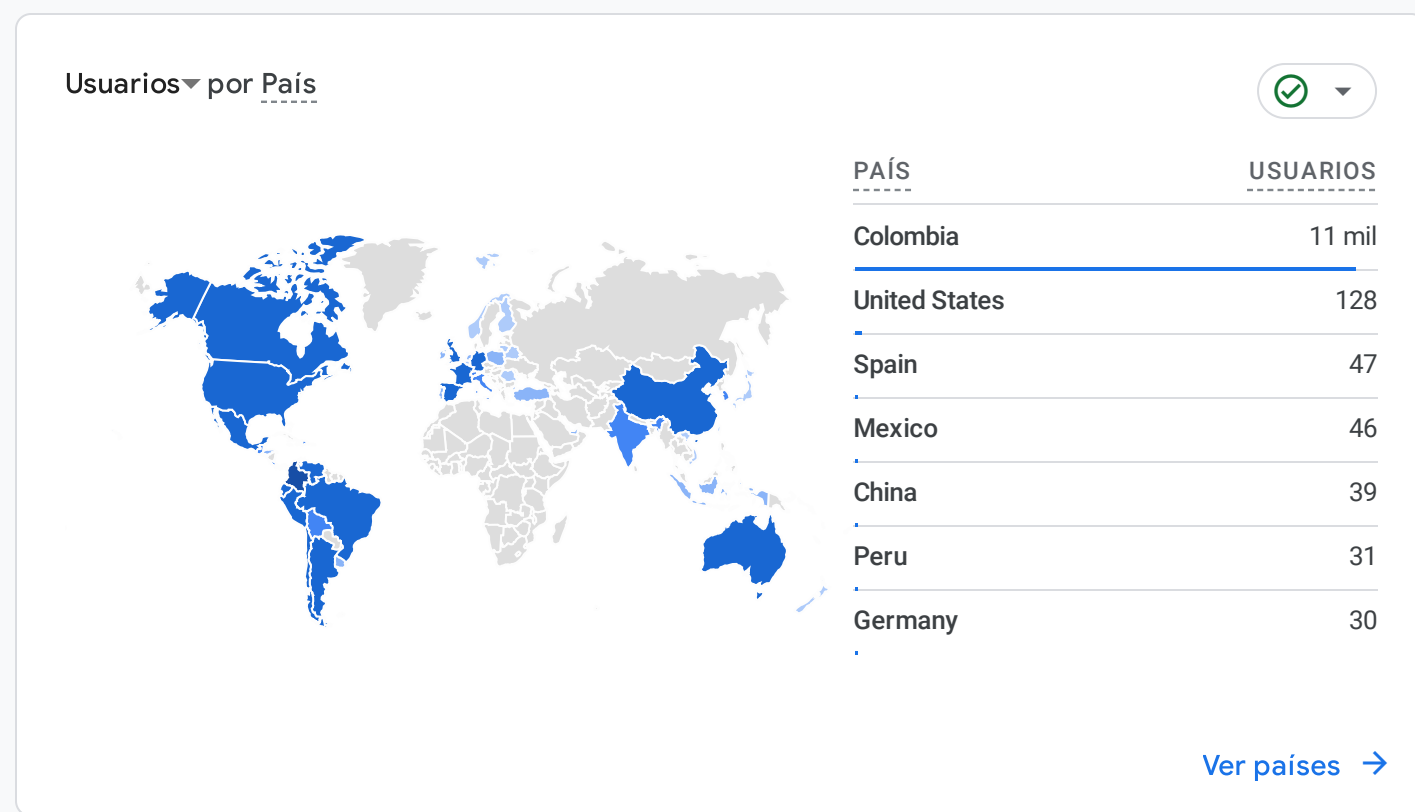 Usuarios por País
PAÍS USUARIOS
Colombia 11 mil
United States 128
Spain 47
Mexico 46
China 39
Peru 31
Germany 30
Ver países